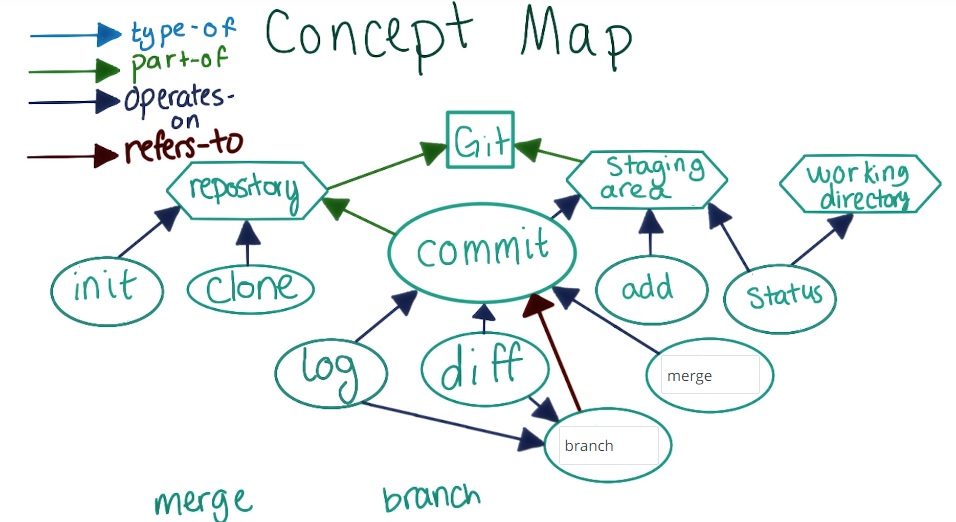 type-of
Concept Map
part-of
operates-
on
refers-to
Git
repository
Staging
area
working
directory
commit
init
clone
add
Status
log
diff
merge
branch
merge
branch